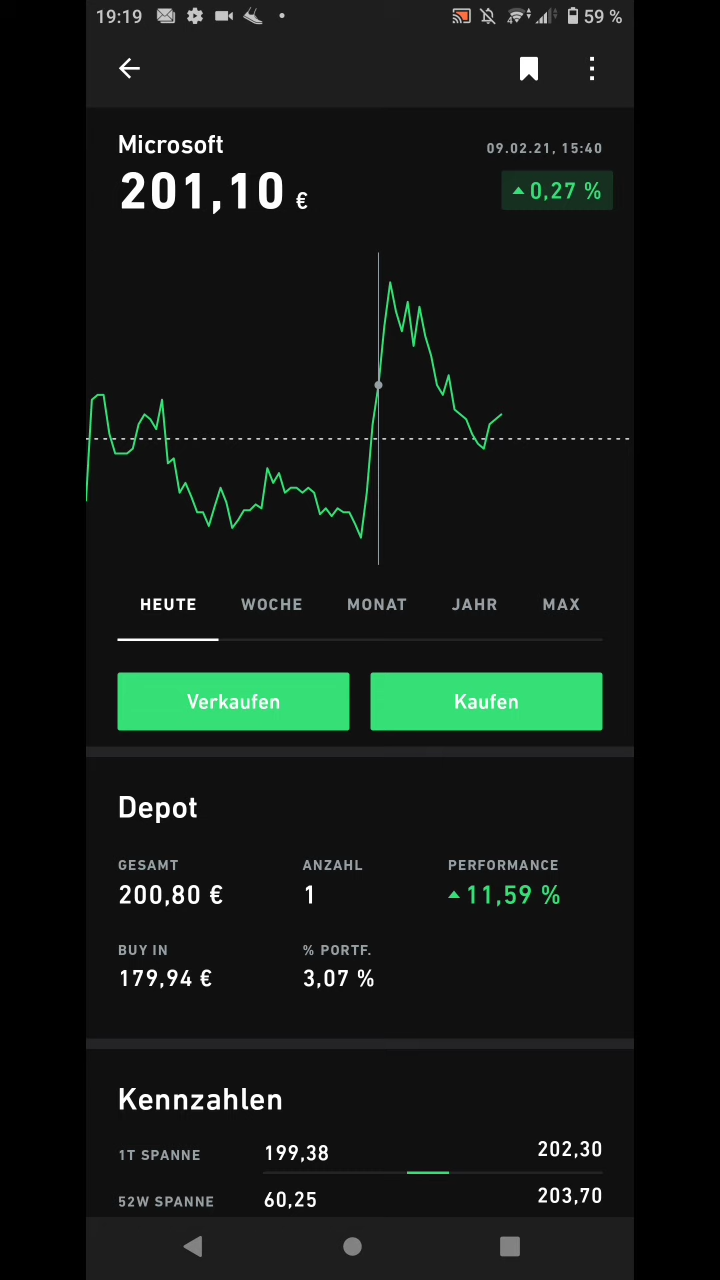 19:19 59 %
Microsoft 09.02.21, 15:40
201,10 € 0,27 %
HEUTE WOCHE MONAT JAHR MAX
Verkaufen Kaufen
Depot
GESAMT ANZAHL PERFORMANCE
200,80 € 1 11,59 %
BUY IN % PORTF.
179,94 € 3,07 %
Kennzahlen
1T SPANNE 199,38 202,30
52W SPANNE 60,25 203,70